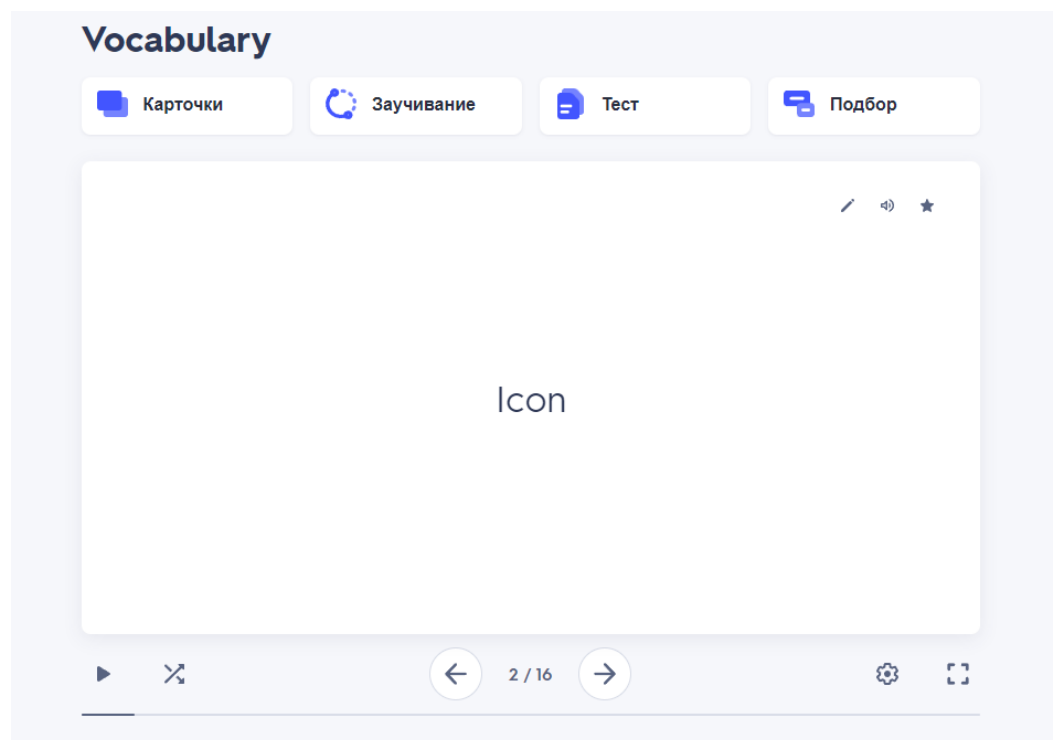 Vocabulary
Карточки
Заучивание
Тест
Подбор
Icon
2 / 16